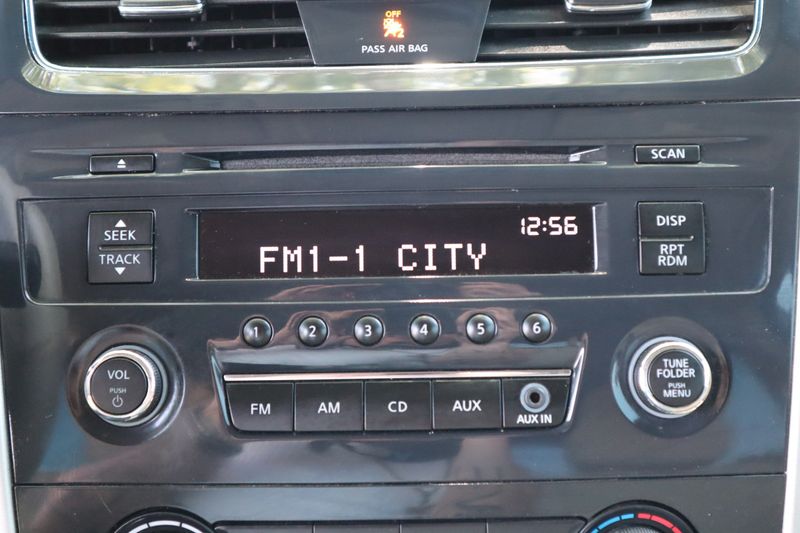 OFF
2
PASS AIR BAG
SCAN
SEEK
TRACK
12:56
FM1-1 CITY
DISP
RPT
RDM
1 2 3 4 5 6
VOL
PUSH
FM AM CD AUX AUX IN
TUNE
FOLDER
PUSH
MENU